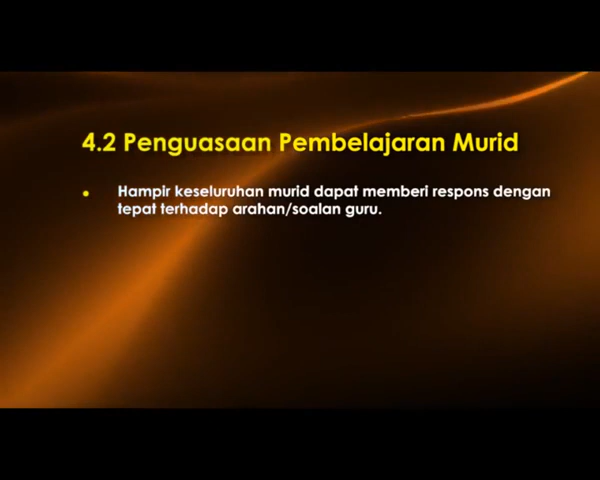 4.2 Penguasaan Pembelajaran Murid
• Hampir keseluruhan murid dapat memberi respons dengan
tepat terhadap arahan/soalan guru.